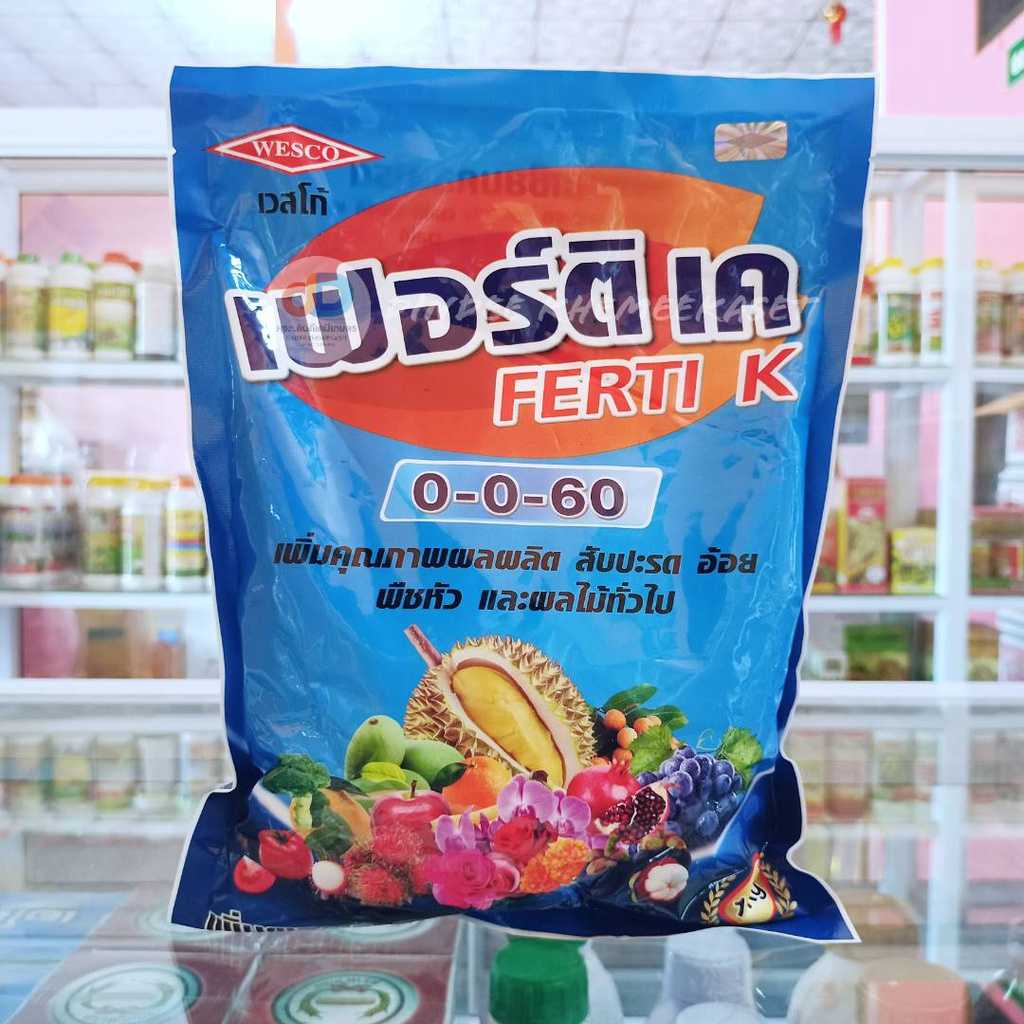 WESCO
เวสโก้
เฟอร์ติ เค
FERTI K
0-0-60
เพิ่มคุณภาพผลผลิต สับปะรด อ้อย
พืชหัว และผลไม้ทั่วไป